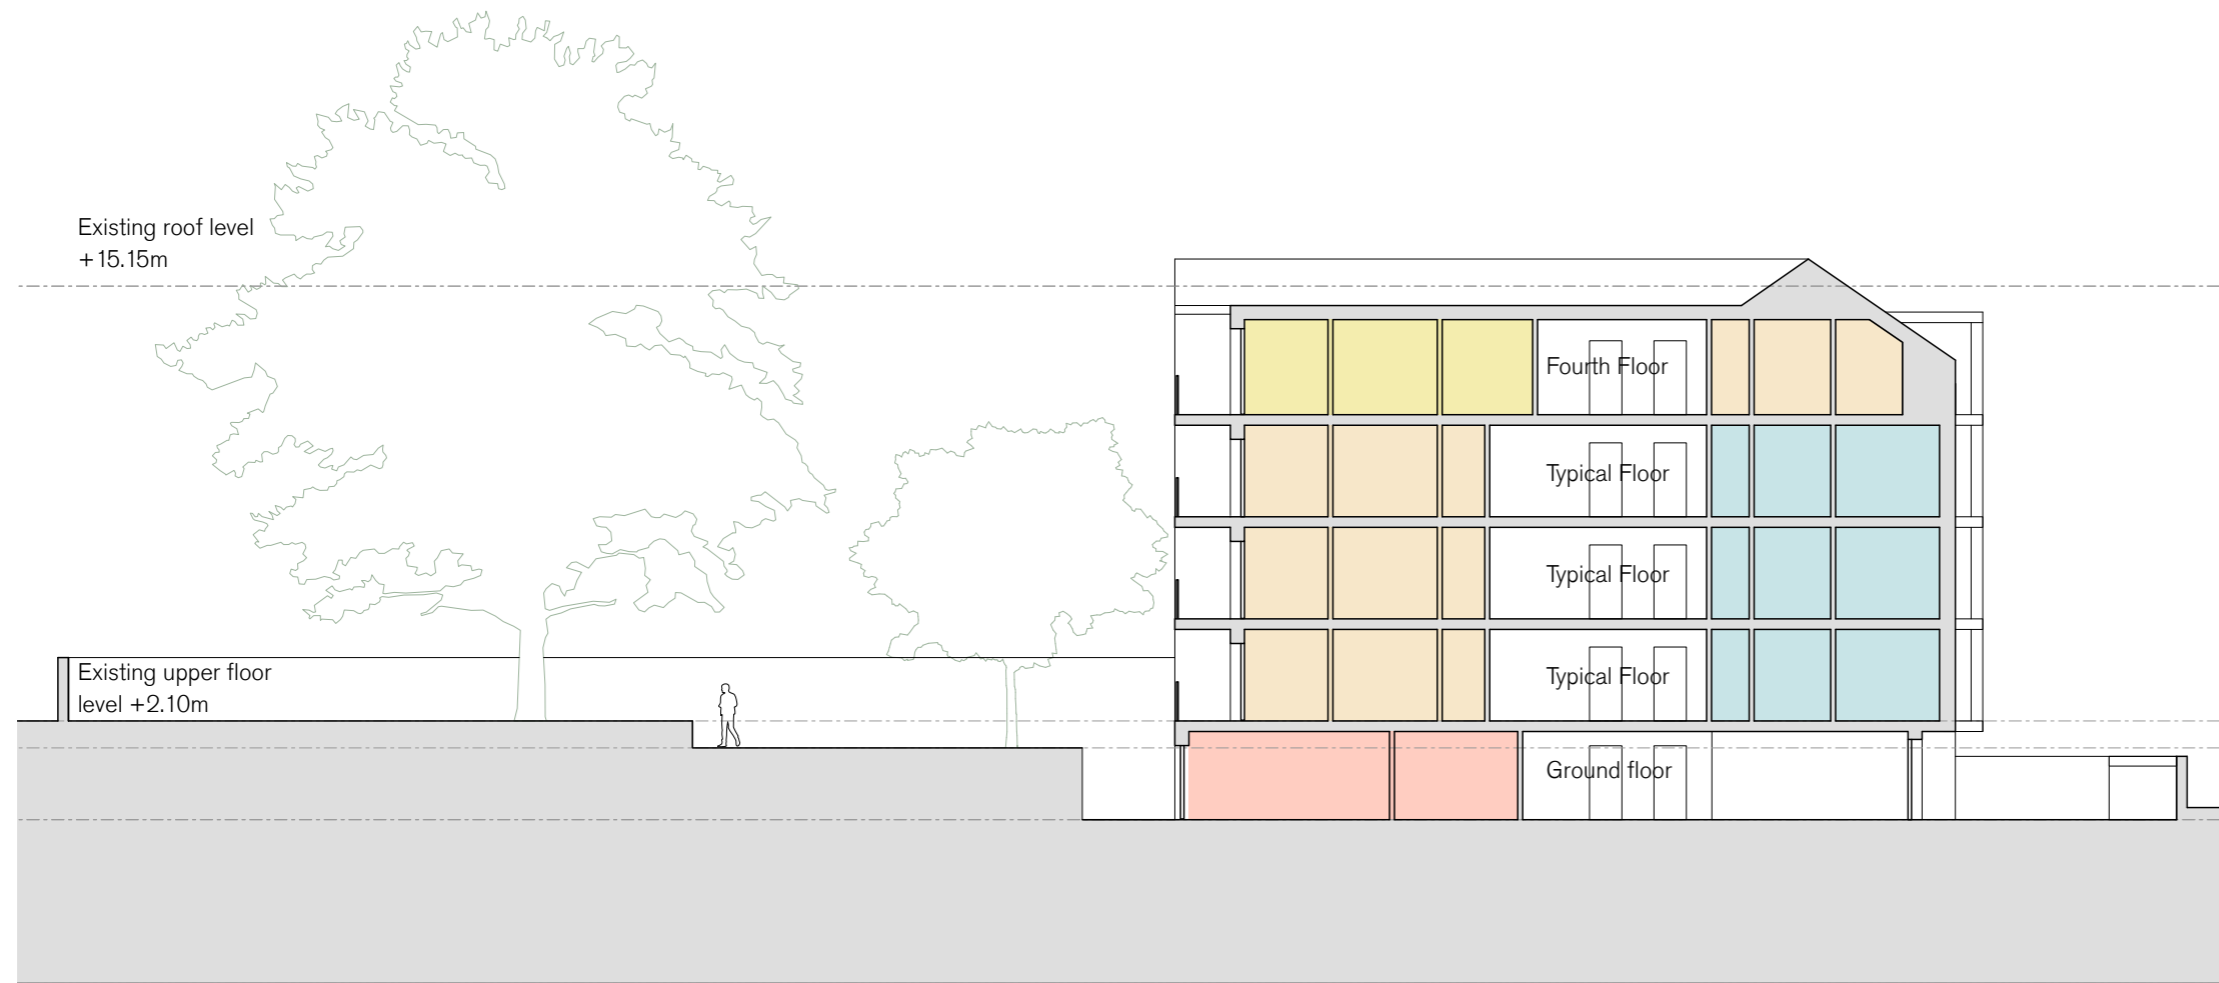 Existing roof level
+15.15m
Fourth Floor
Typical Floor
Typical Floor
Existing upper floor
level +2.10m
Typical Floor
Ground floor